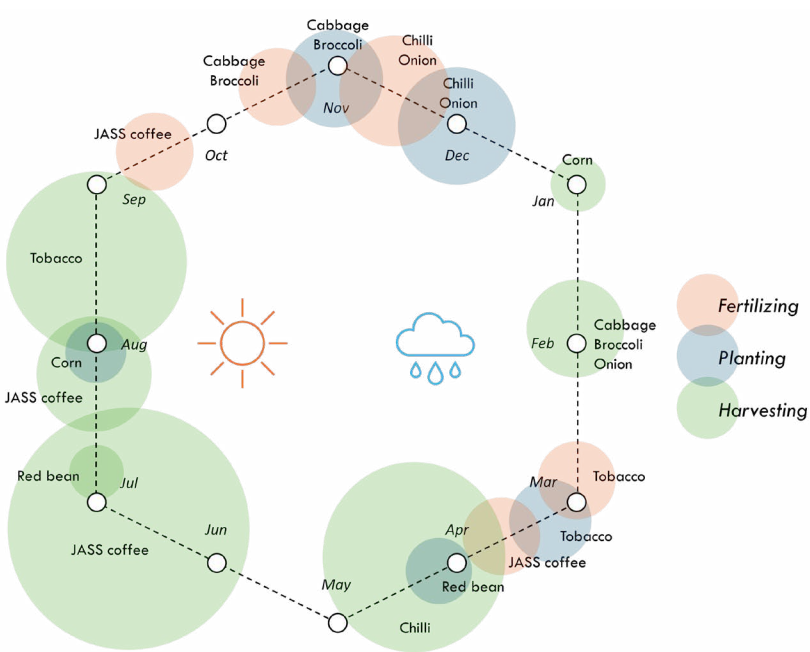 Cabbage
Broccoli
Chilli
Onion
Cabbage
Broccoli
Chilli
Onion
Nov
JASS coffee
Oct
Dec
Corn
Sep
Jan
Tobacco
Fertilizing
Aug
Feb
Cabbage
Broccoli
Onion
Planting
Corn
JASS coffee
Harvesting
Red bean
Jul
Mar
Tobacco
Jun
Apr
Tobacco
JASS coffee
JASS coffee
May
Red bean
Chilli